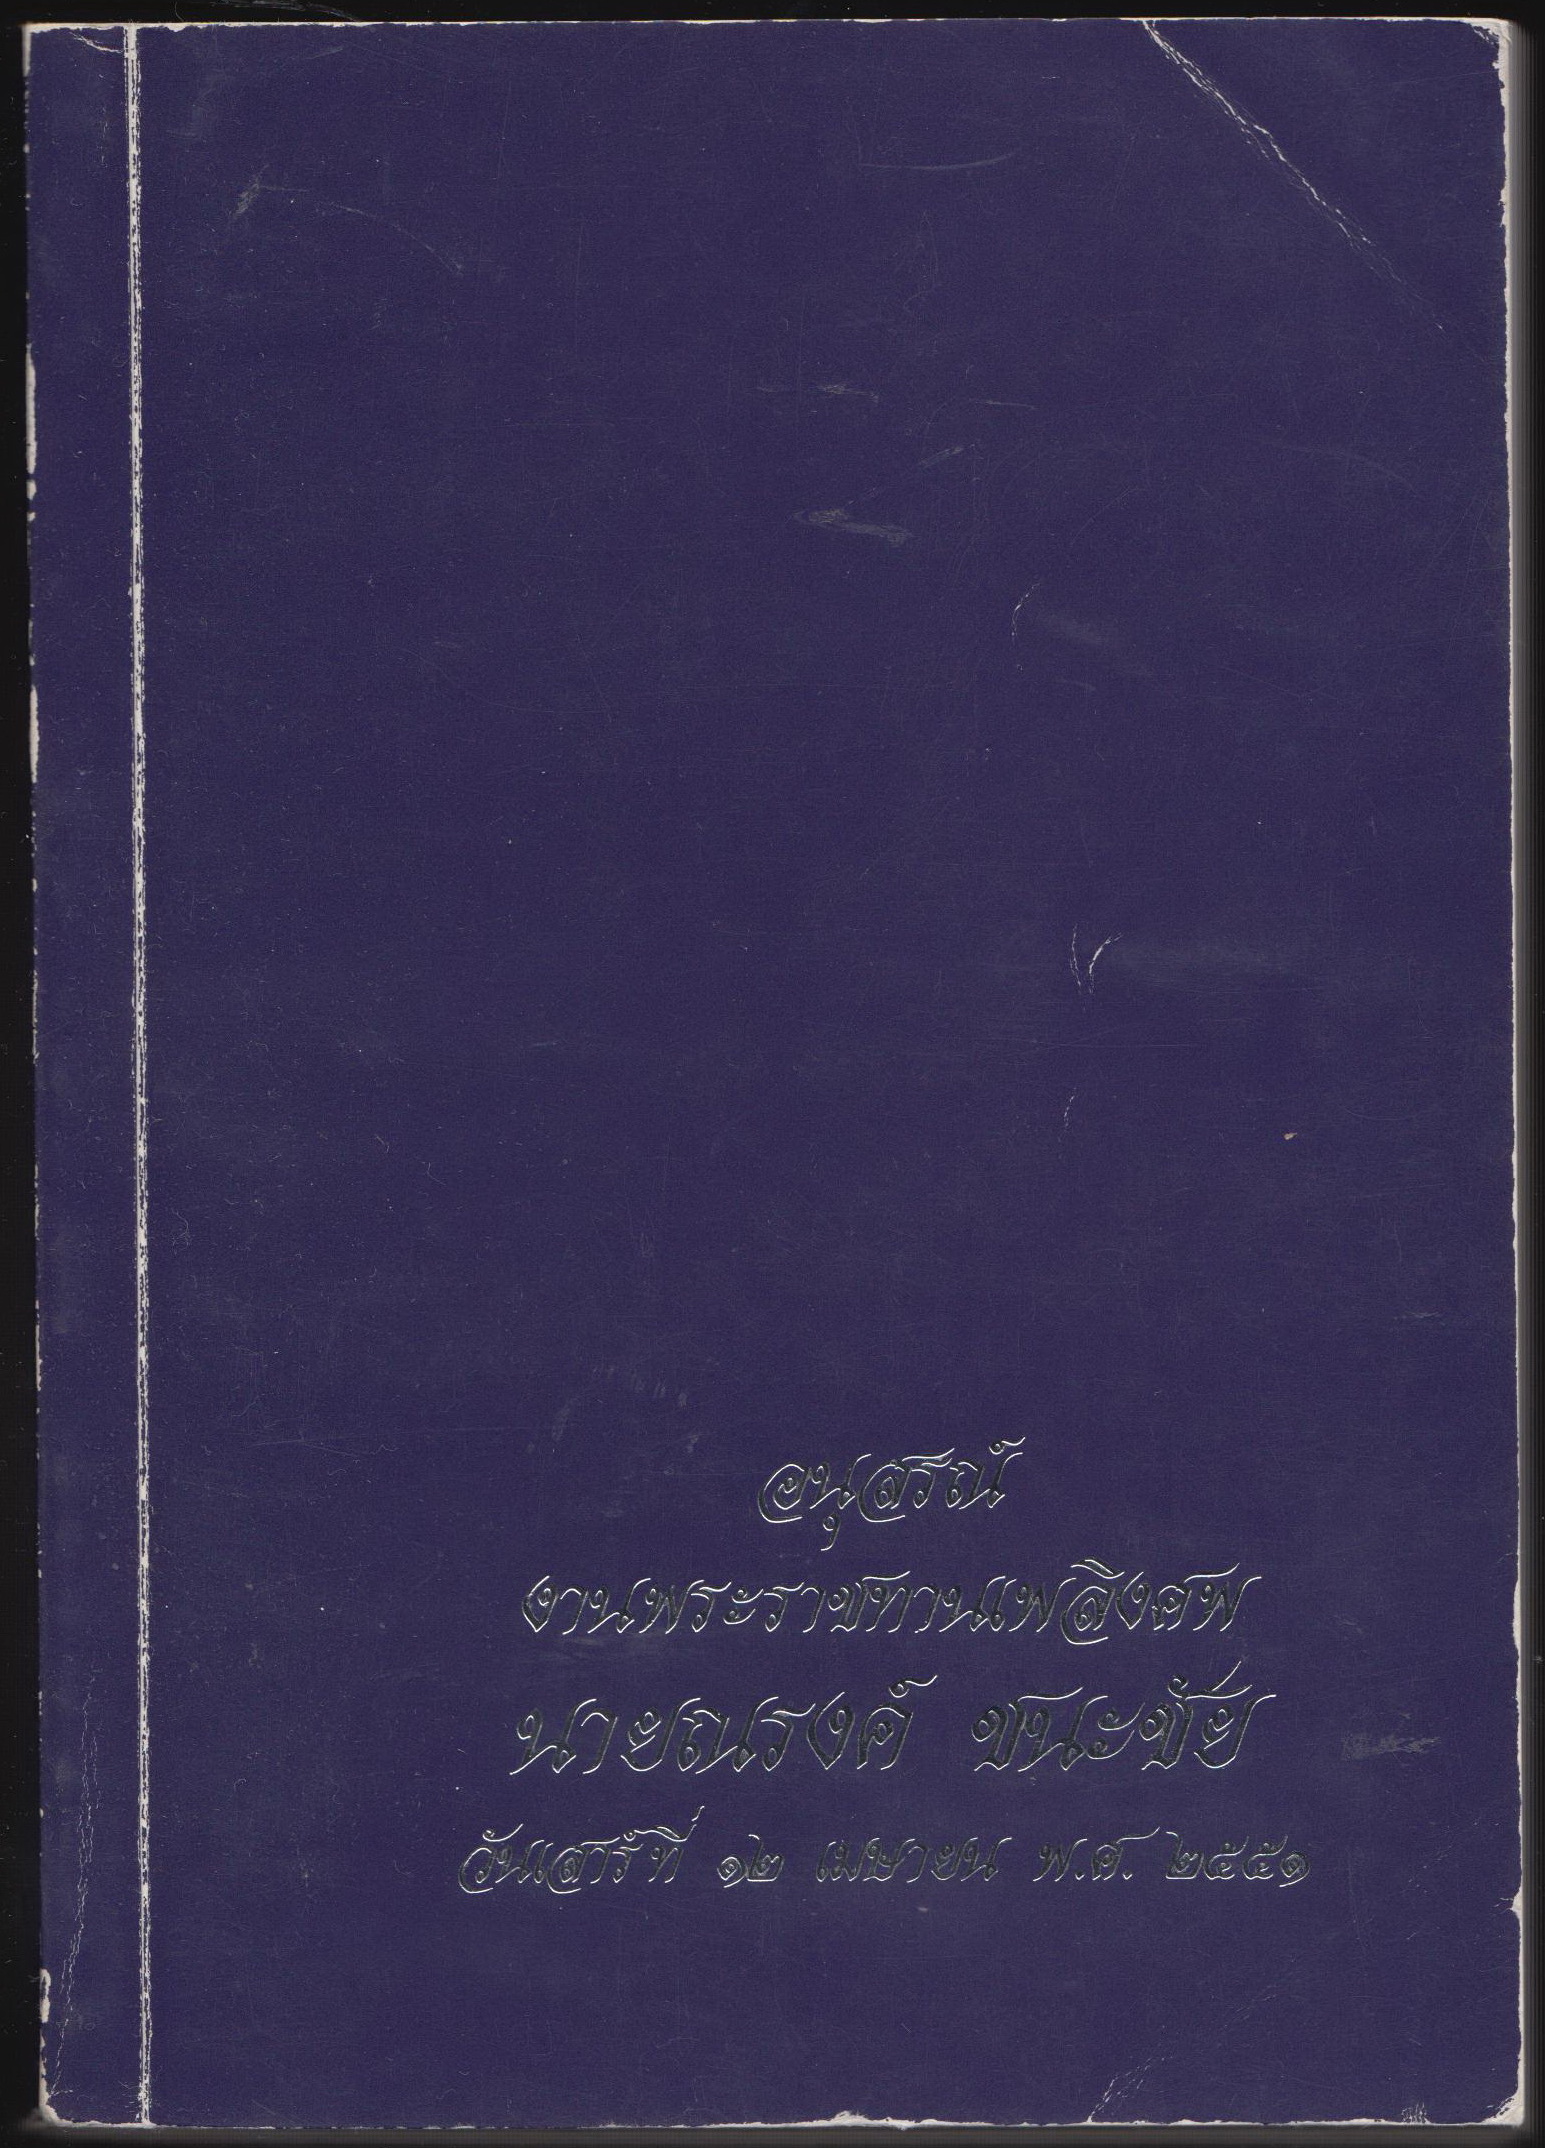 อนุสรณ์
งานพระราชทานเพลิงศพ
นายณรงค์ ชนะชัย
วันเสาร์ที่ ๑๒ เมษายน พ.ศ. ๒๕๕๑